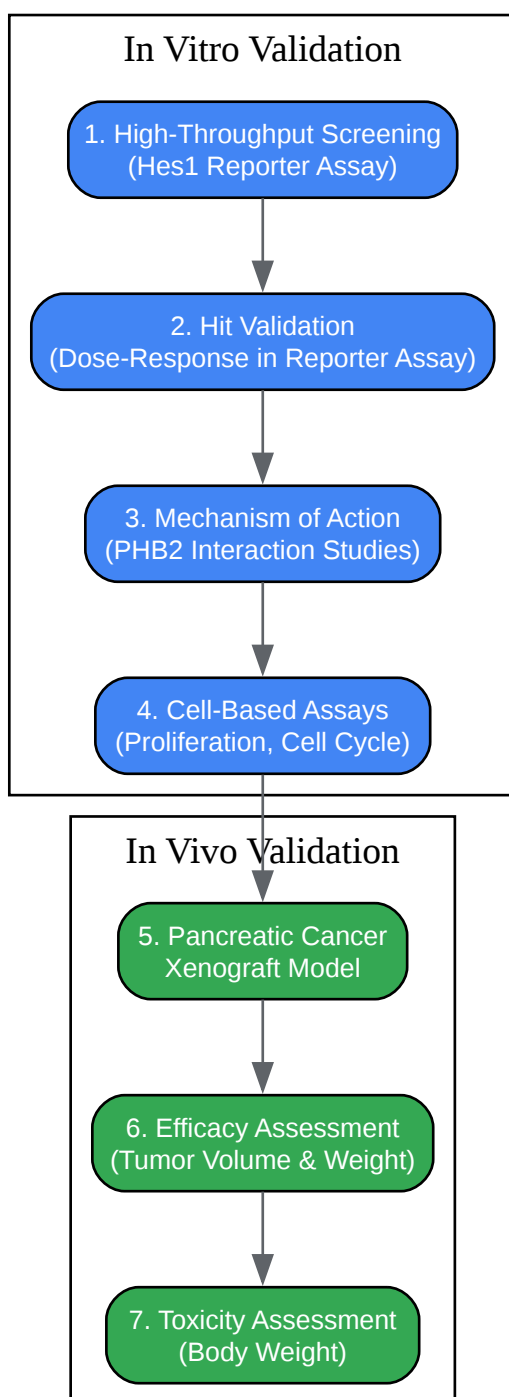 In Vitro Validation
1. High-Throughput Screening
(Hes1 Reporter Assay)
2. Hit Validation
(Dose-Response in Reporter Assay)
3. Mechanism of Action
(PHB2 Interaction Studies)
4. Cell-Based Assays
(Proliferation, Cell Cycle)
In Vivo Validation
5. Pancreatic Cancer
Xenograft Model
6. Efficacy Assessment
(Tumor Volume & Weight)
7. Toxicity Assessment
(Body Weight)